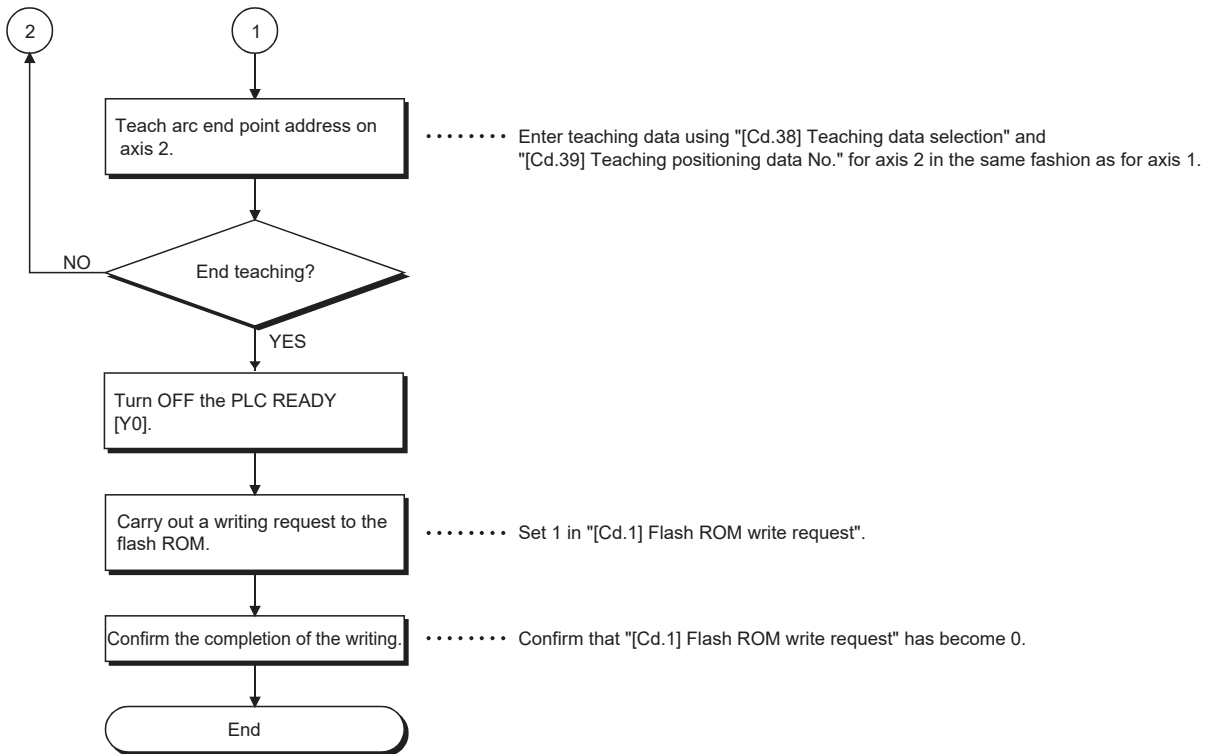 2
1
Teach arc end point address on
axis 2.
Enter teaching data using "[Cd.38] Teaching data selection" and
"[Cd.39] Teaching positioning data No." for axis 2 in the same fashion as for axis 1.
NO
End teaching?
YES
Turn OFF the PLC READY
[Y0].
Carry out a writing request to the
flash ROM.
Set 1 in "[Cd.1] Flash ROM write request".
Confirm the completion of the writing.
Confirm that "[Cd.1] Flash ROM write request" has become 0.
End